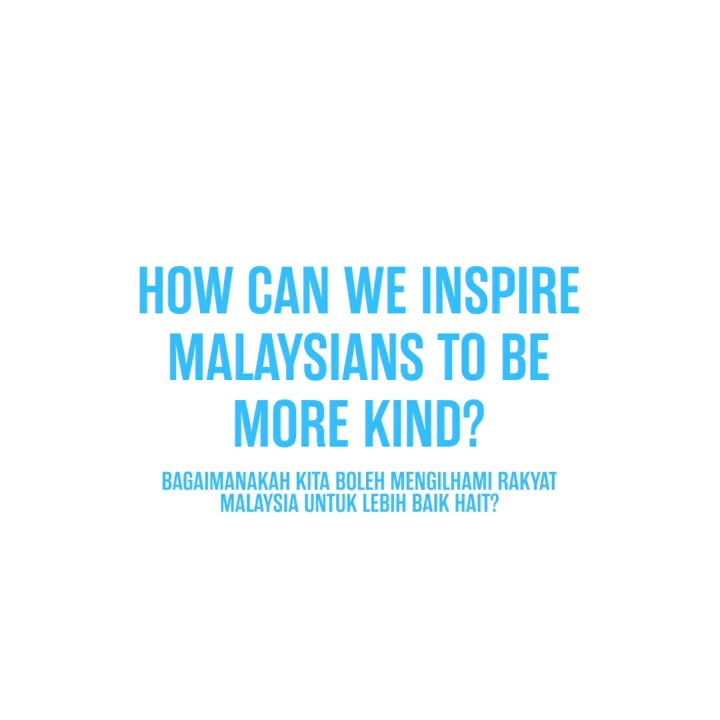 HOW CAN WE INSPIRE
MALAYSIANS TO BE
MORE KIND?
BAGAIMANAKAH KITA BOLEH MENGILHAMI RAKYAT
MALAYSIA UNTUK LEBIH BAIK HAIT?